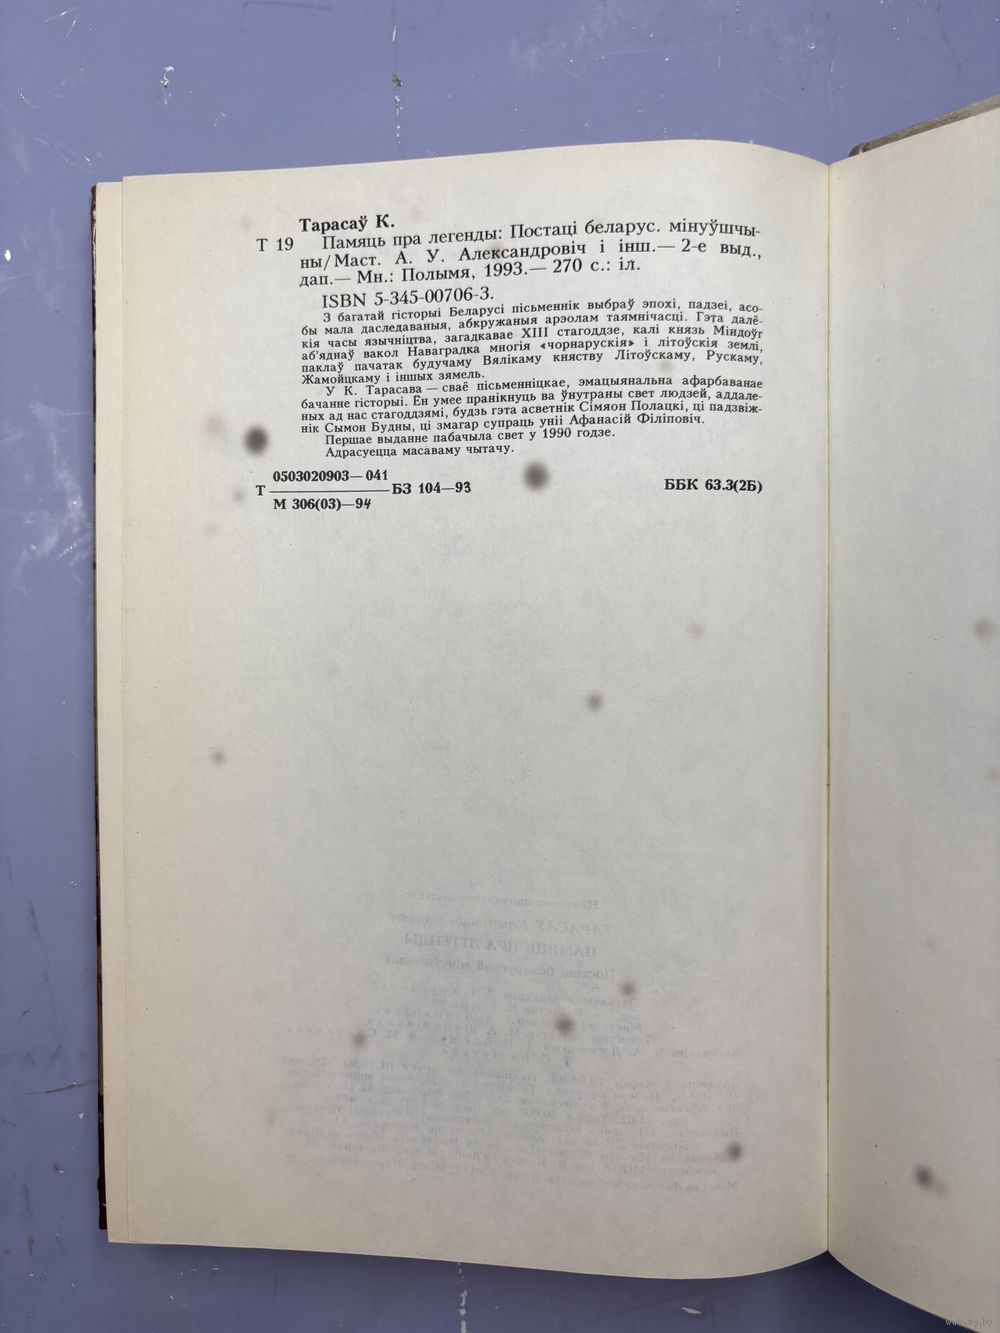 Тарасаў К.
Т 19 Памяць пра легенды: Постаці беларус. мінуўшчы-
ны/Маст. А. У. Александровіч і інш.— 2-е выд.,
дап.— Мн.: Полымя, 1993.— 270 с.: іл.
ISBN 5-345-00706-3.
З багатай гісторыі Беларусі пісьменнік выбраў эпохі, падзеі, асо-
бы мала даследаваныя, абкружаныя арэолам таямнічасці. Гэта далё-
кія часы язычніцтва, загадкавае XIII стагоддзе, калі князь Міндоўг
аб'яднаў вакол Наваградка многія «чорнарускія» і літоўскія землі,
паклаў пачатак будучаму Вялікаму княству Літоўскаму, Рускаму,
Жамойцкаму і іншых зямель.
У К. Тарасава — сваё пісьменніцкае, эмацыянальна афарбаванае
бачанне гісторыі. Ён умее пранікнуць ва ўнутраны свет людзей, аддале-
ных ад нас стагоддзямі, будзь гэта асветнік Сімяон Полацкі, ці падзвіж-
нік Сымон Будны, ці змагар супраць уніі Афанасій Філіповіч.
Першае выданне пабачыла свет у 1990 годзе.
Адрасуецца масаваму чытачу.
0503020903—041
Т БЗ 104—93 ББК 63.3(2Б)
М 306(03)—94
www.ay.by